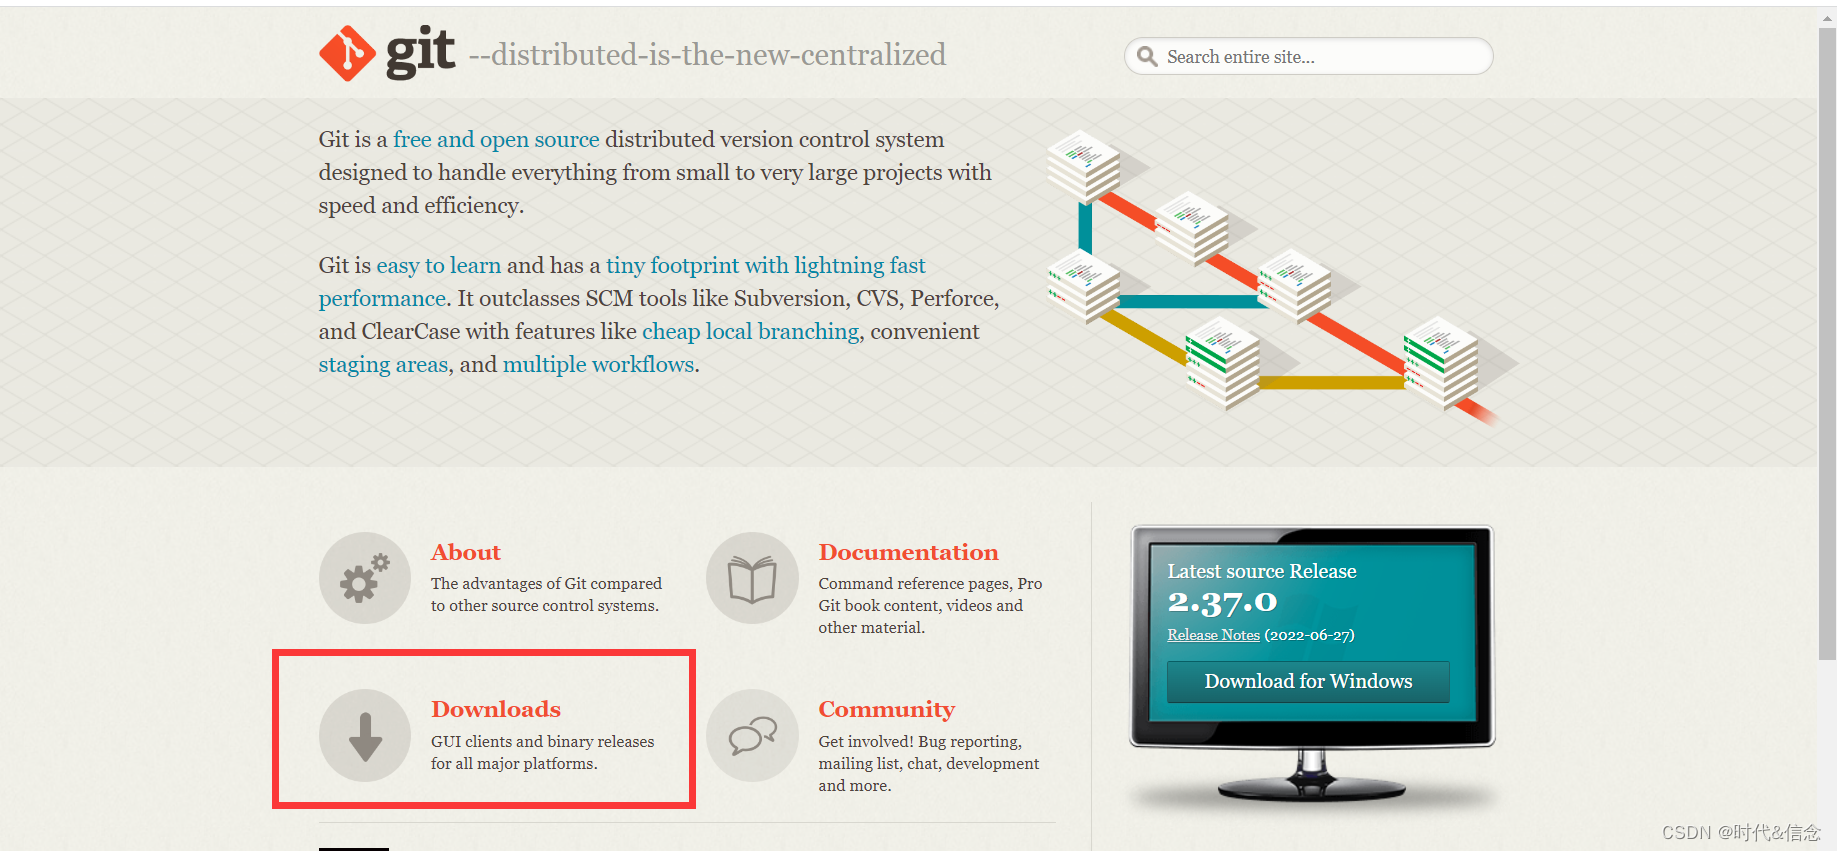 git --distributed-is-the-new-centralized
Search entire site...
Git is a free and open source distributed version control system
designed to handle everything from small to very large projects with
speed and efficiency.
Git is easy to learn and has a tiny footprint with lightning fast
performance. It outclasses SCM tools like Subversion, CVS, Perforce,
and ClearCase with features like cheap local branching, convenient
staging areas, and multiple workflows.
About
The advantages of Git compared
to other source control systems.
Documentation
Command reference pages, Pro
Git book content, videos and
other material.
Downloads
GUI clients and binary releases
for all major platforms.
Community
Get involved! Bug reporting,
mailing list, chat, development
and more.
Latest source Release
2.37.0
Release Notes (2022-06-27)
Download for Windows
CSDN @时代&信念